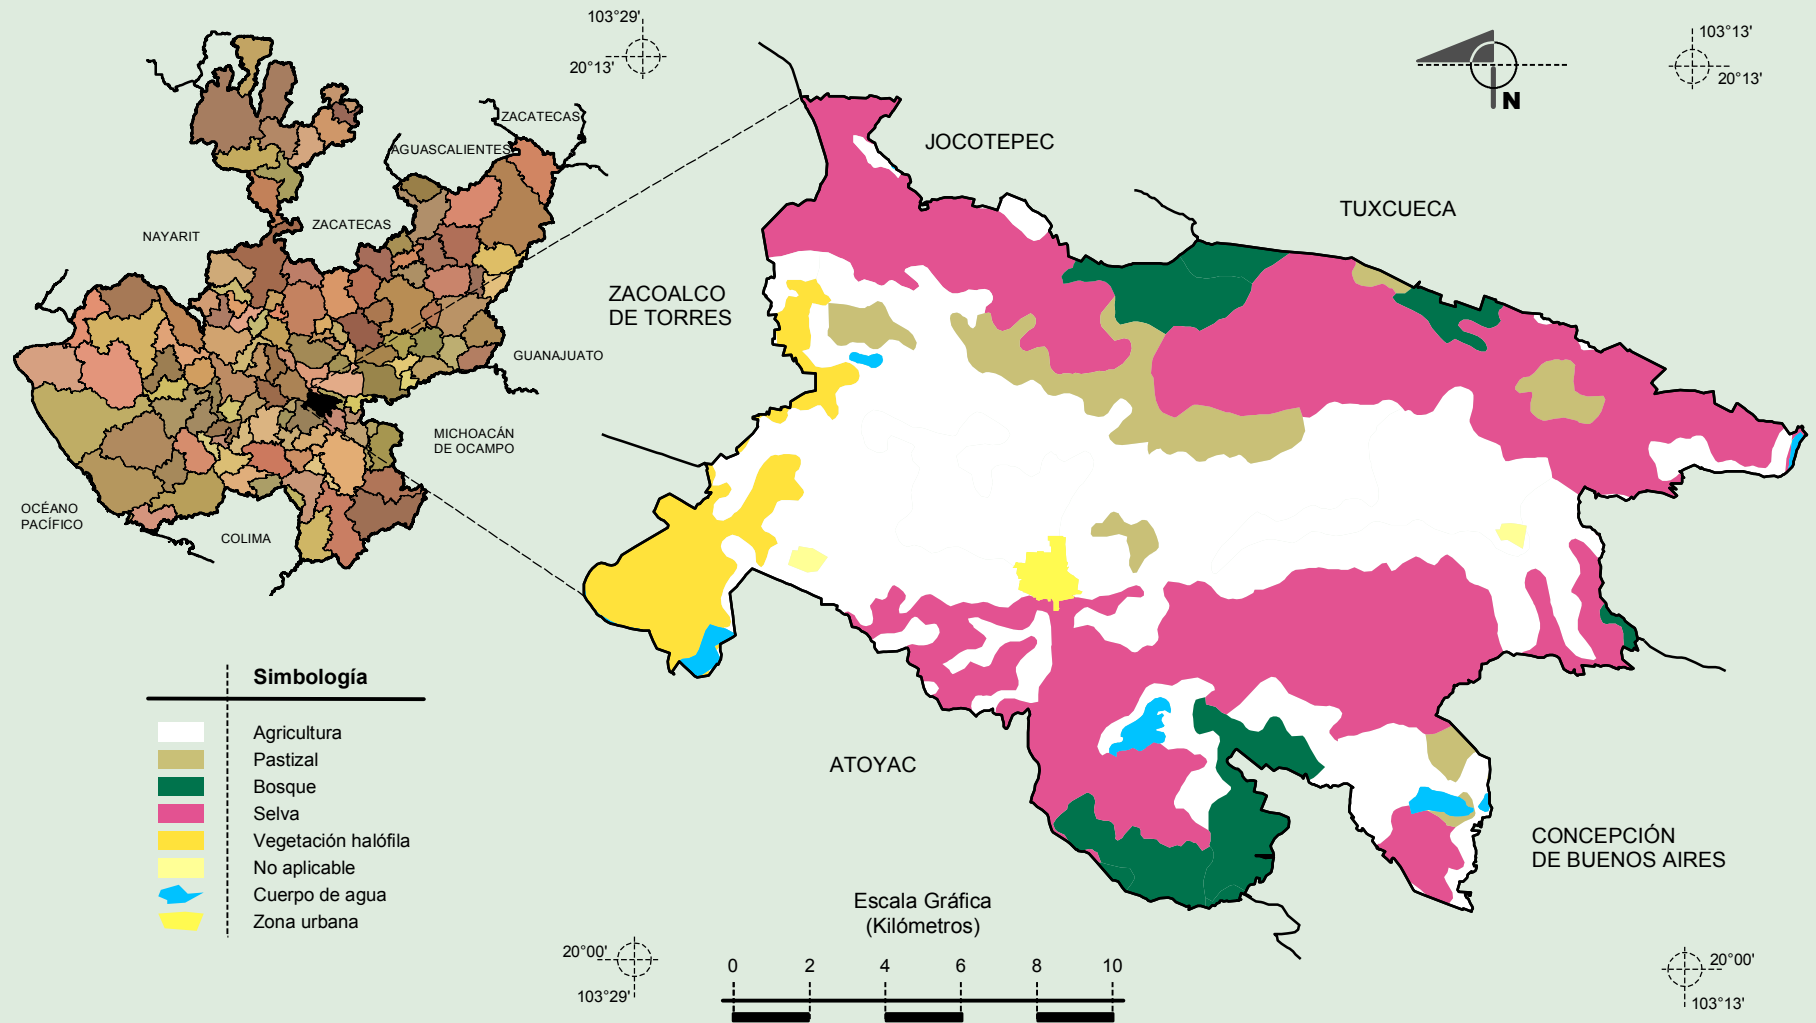 103°29'
20°13'
103°13'
20°13'
N
ZACATECAS
AGUASCALIENTES
ZACATECAS
NAYARIT
GUANAJUATO
MICHOACÁN
DE OCAMPO
OCÉANO
PACÍFICO
COLIMA
JOCOTEPEC
TUXCUECA
ZACOALCO
DE TORRES
ATOYAC
CONCEPCIÓN
DE BUENOS AIRES
Simbología
Agricultura
Pastizal
Bosque
Selva
Vegetación halófila
No aplicable
Cuerpo de agua
Zona urbana
Escala Gráfica
(Kilómetros)
0 2 4 6 8 10
20°00'
103°29'
20°00'
103°13'